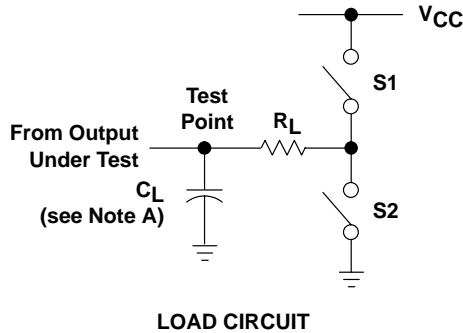 VCC
S1
Test
Point
RL
From Output
Under Test
CL
(see Note A)
S2
LOAD CIRCUIT